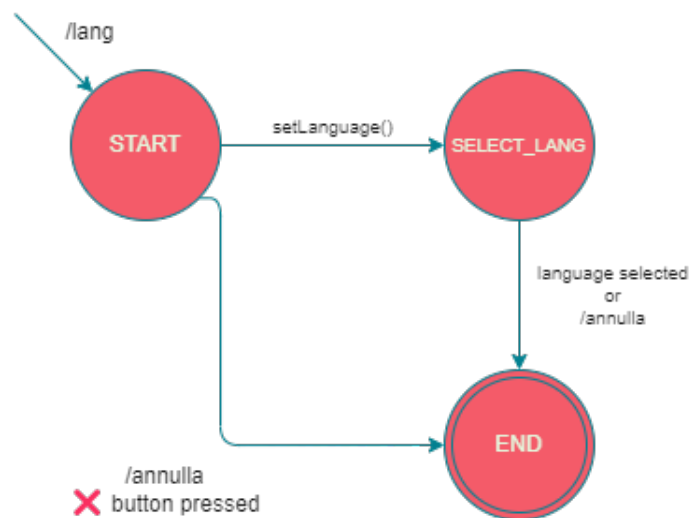 /lang
START
setLanguage()
SELECT_LANG
language selected
or
/annulla
END
/annulla
button pressed